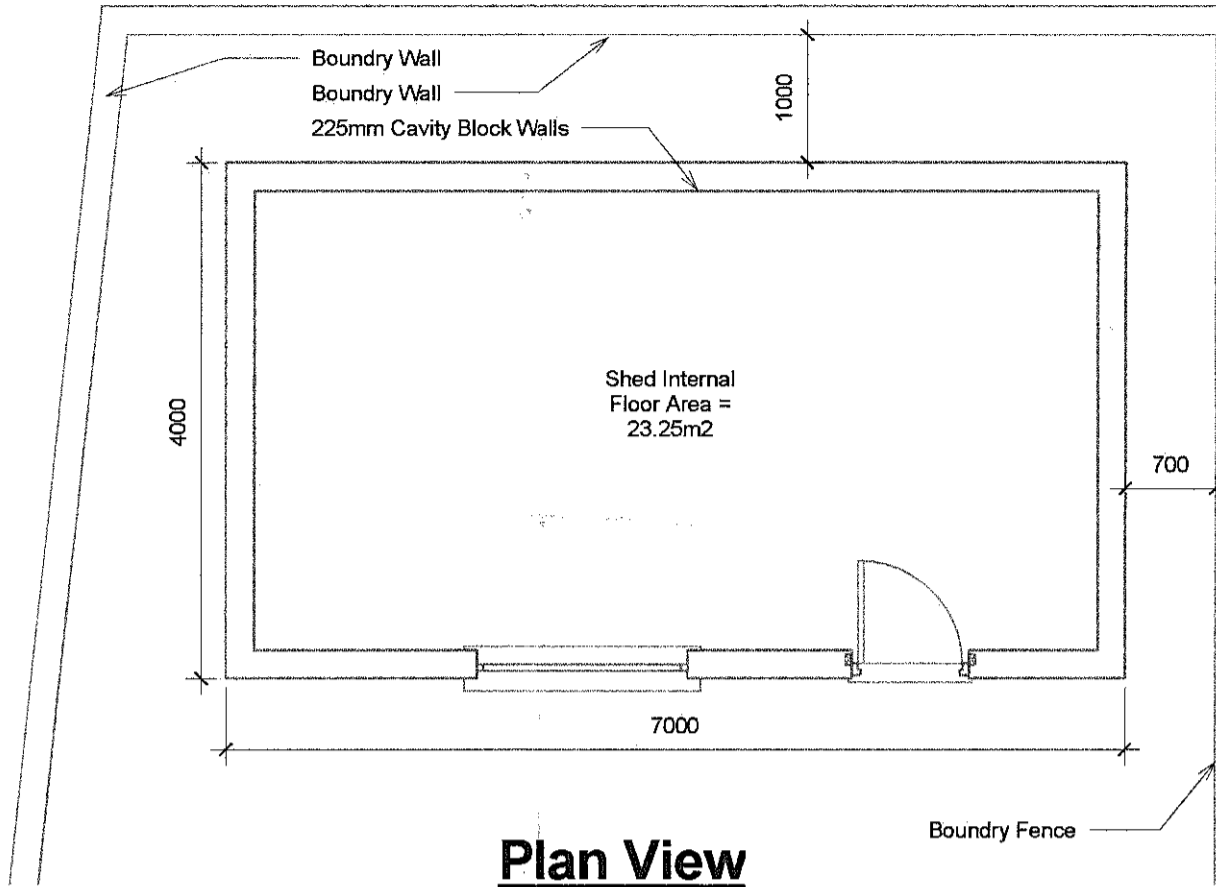 Boundry Wall
Boundry Wall
225mm Cavity Block Walls
1000
4000
Shed Internal
Floor Area =
23.25m2
700
7000
Boundry Fence
Plan View